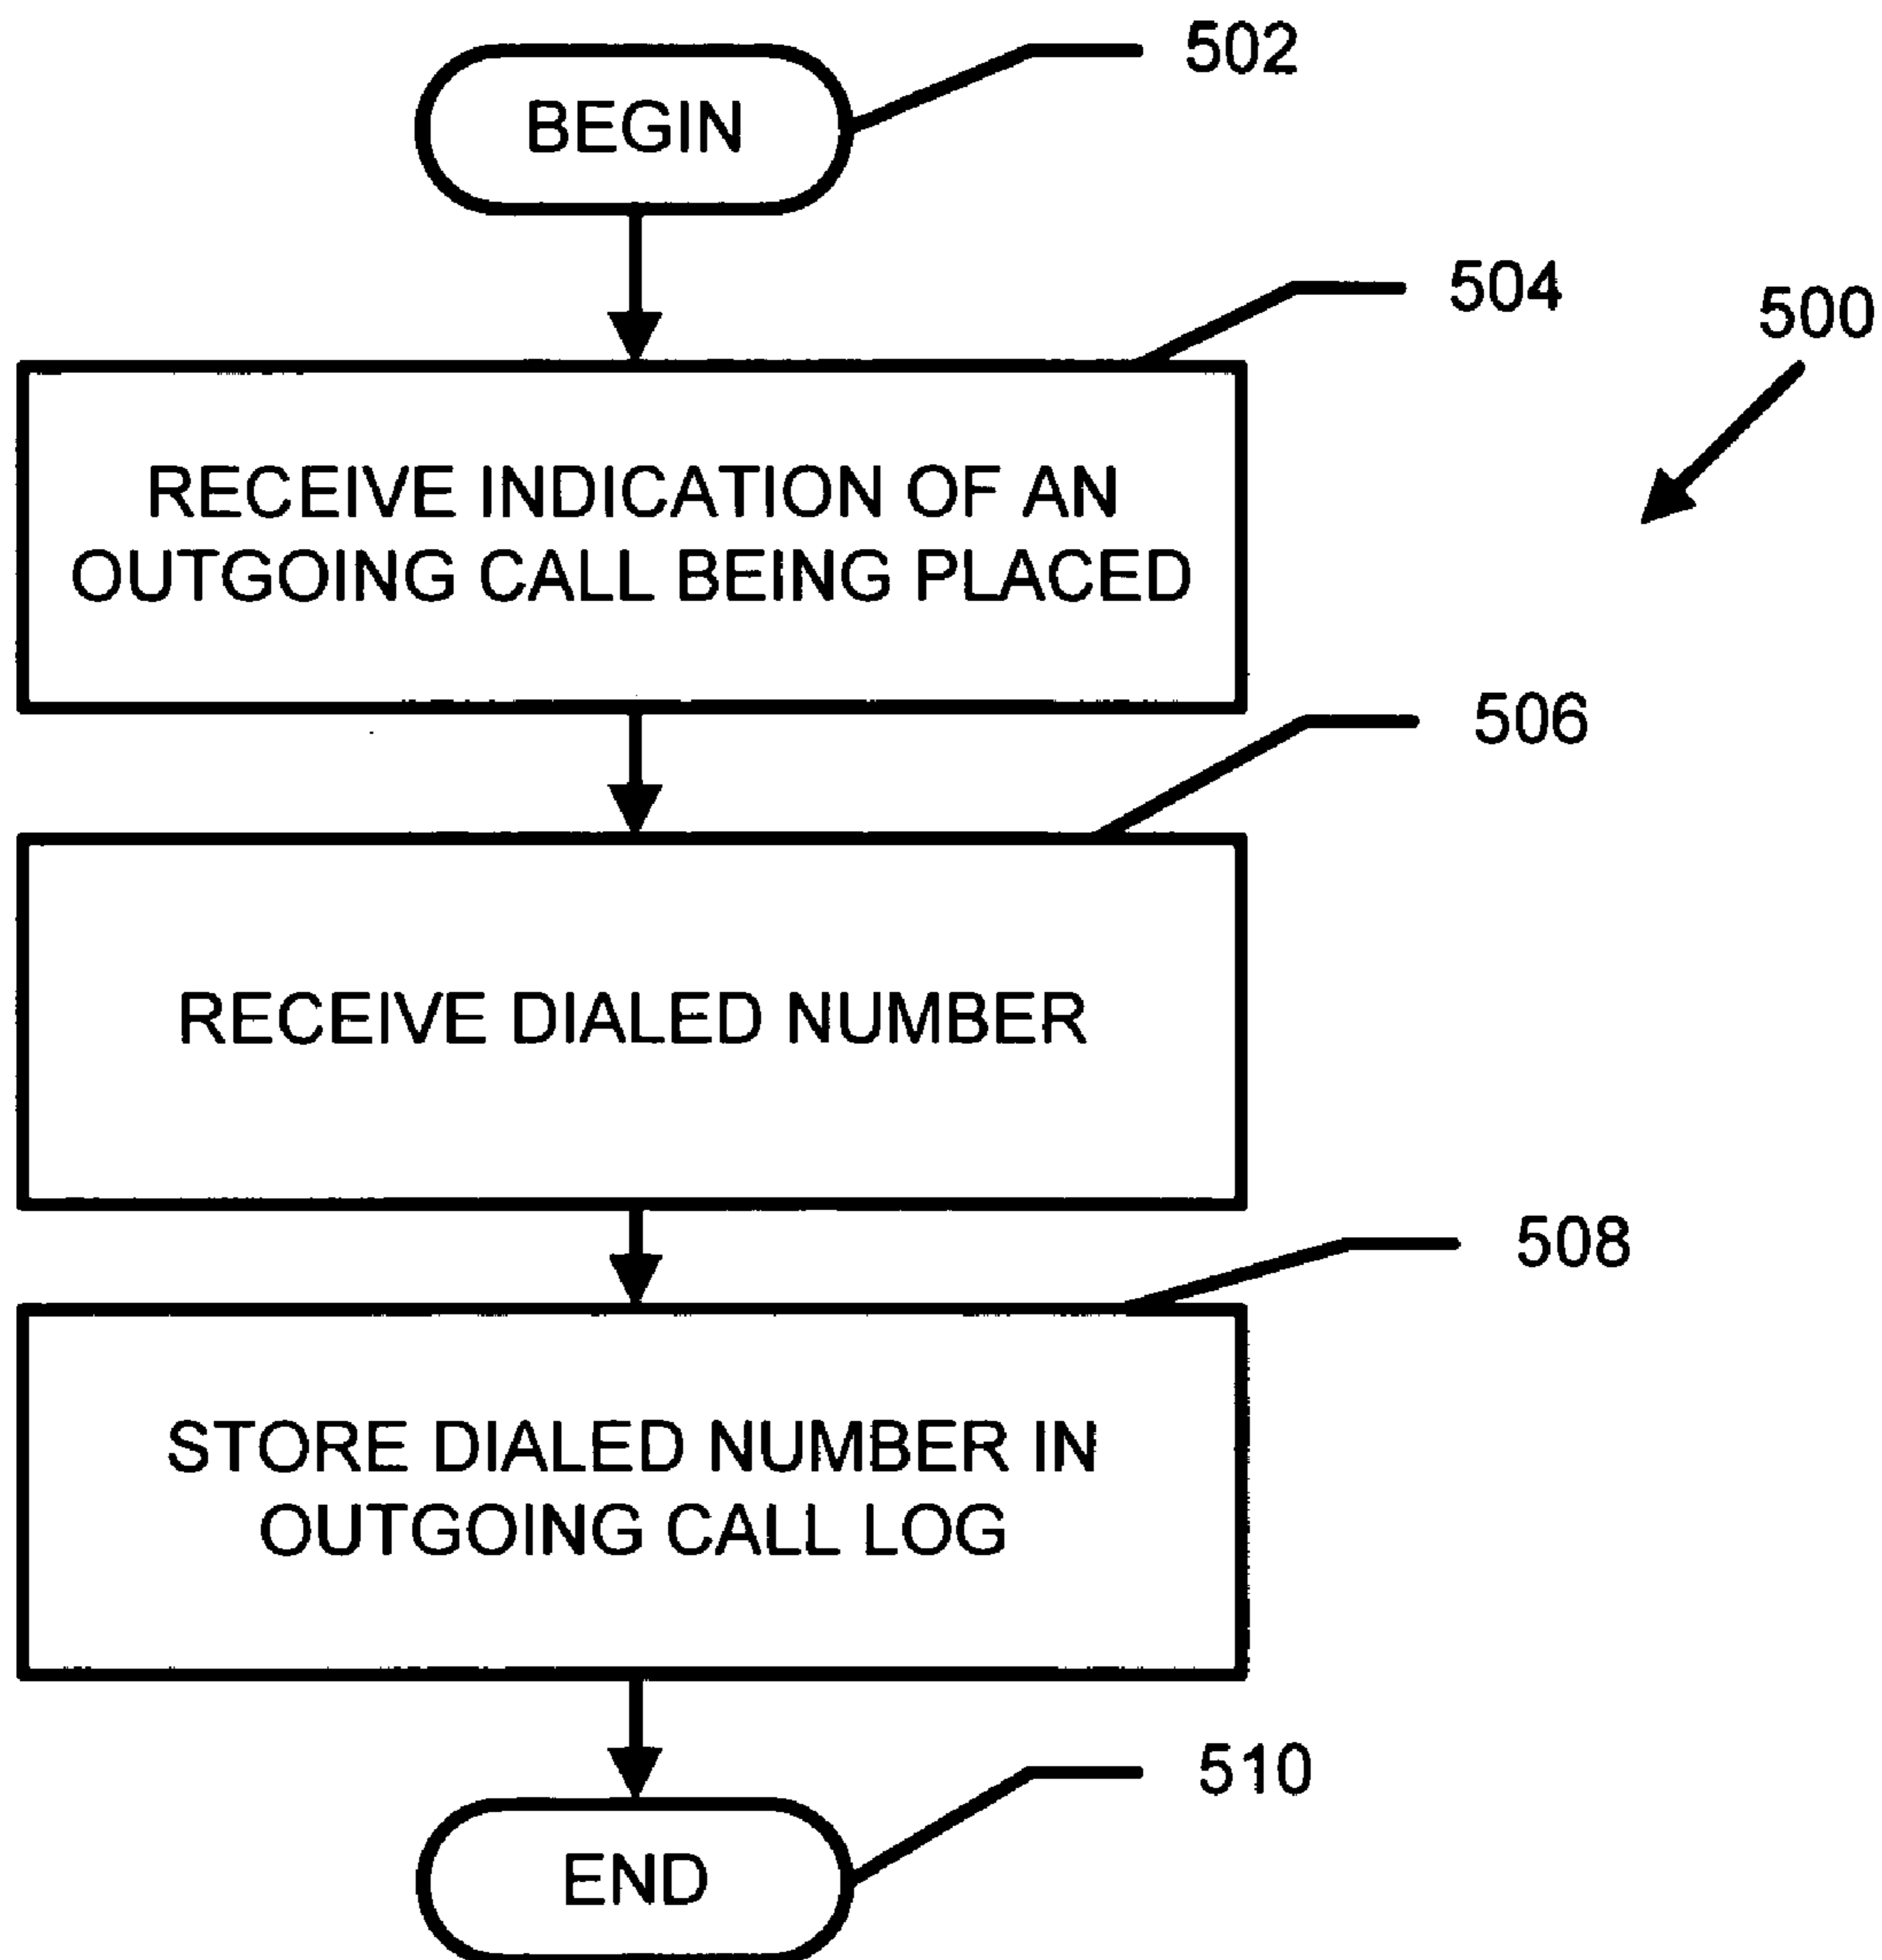 502
BEGIN
504
500
RECEIVE INDICATION OF AN
OUTGOING CALL BEING PLACED
506
RECEIVE DIALED NUMBER
508
STORE DIALED NUMBER IN
OUTGOING CALL LOG
510
END